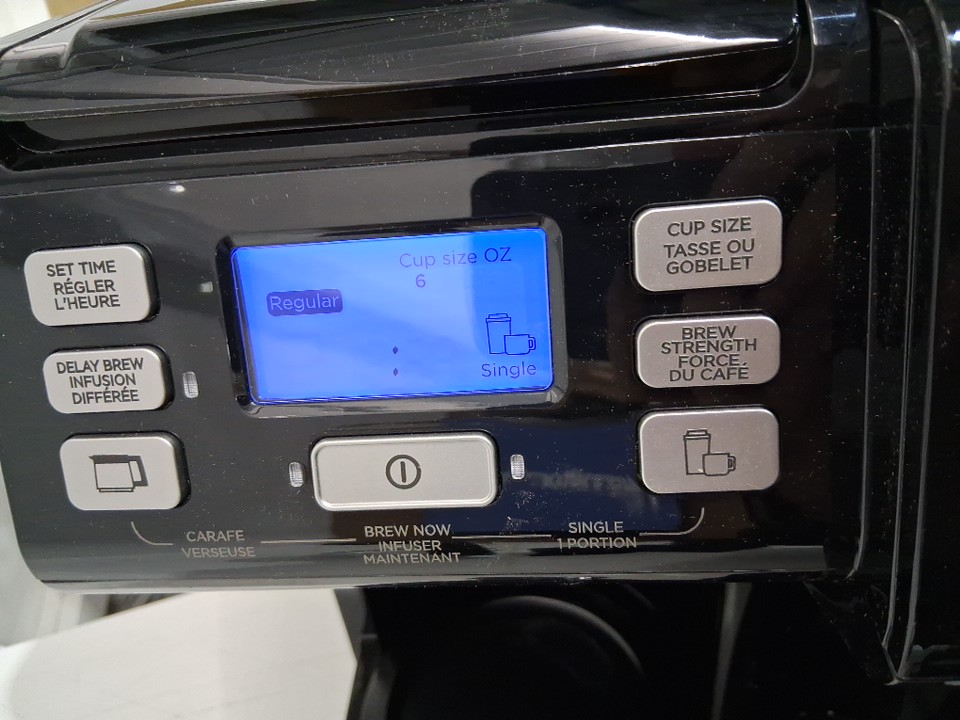 SET TIME
RÉGLER
L'HEURE
DELAY BREW
INFUSION
DIFFÉRÉE
Cup size OZ
6
Regular
:
Single
CUP SIZE
TASSE OU
GOBELET
BREW
STRENGTH
FORCE
DU CAFÉ
CARAFE
VERSEUSE
BREW NOW
INFUSER
MAINTENANT
SINGLE
1 PORTION